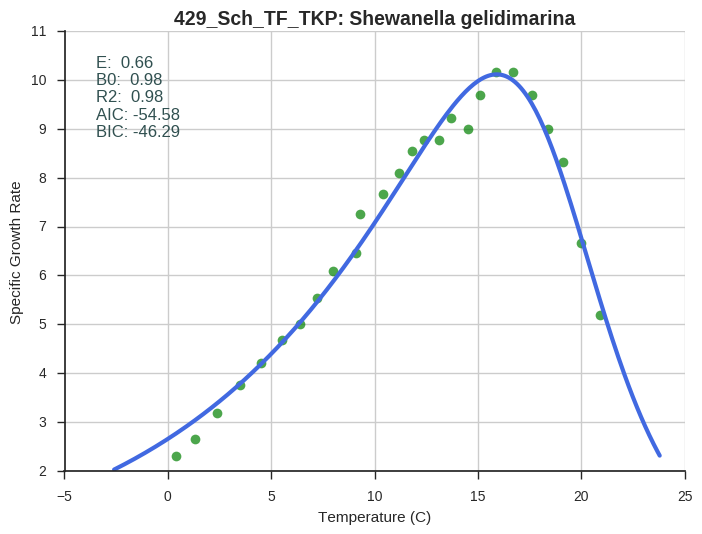 429_Sch_TF_TKP: Shewanella gelidimarina
E:  0.66
B0:  0.98
R2:  0.98
AIC: -54.58
BIC: -46.29
Specific Growth Rate
11
10
9
8
7
6
5
4
3
2
−5 0 5 10 15 20 25
Temperature (C)